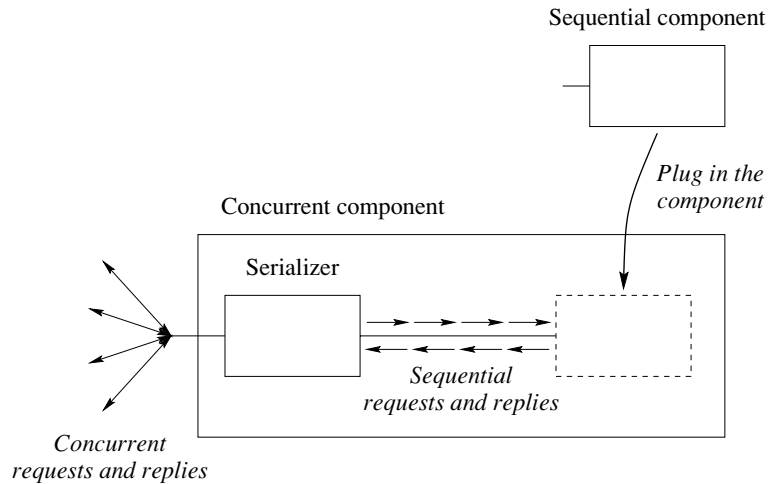 Sequential component
Plug in the
component
Concurrent component
Serializer
Sequential
requests and replies
Concurrent
requests and replies